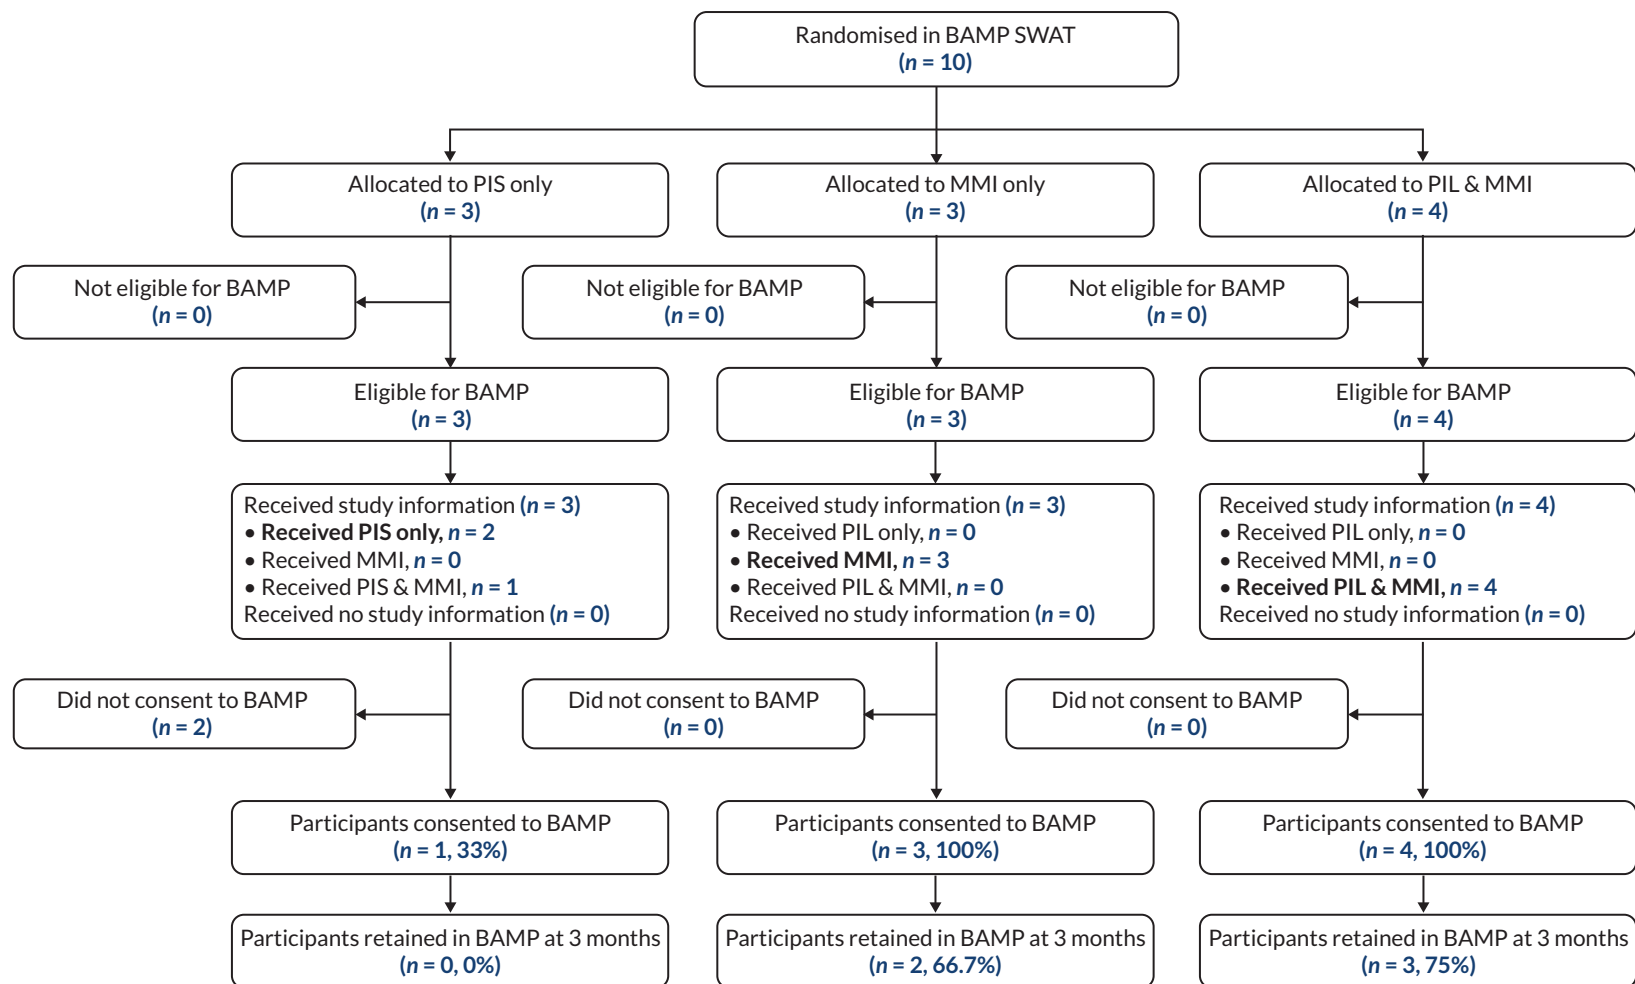 Randomised in BAMP SWAT
(n = 10)
Allocated to PIS only
(n = 3)
Allocated to MMI only
(n = 3)
Allocated to PIL & MMI
(n = 4)
Not eligible for BAMP
(n = 0)
Not eligible for BAMP
(n = 0)
Not eligible for BAMP
(n = 0)
Eligible for BAMP
(n = 3)
Eligible for BAMP
(n = 3)
Eligible for BAMP
(n = 4)
Received study information (n = 3)
• Received PIS only, n = 2
• Received MMI, n = 0
• Received PIS & MMI, n = 1
Received no study information (n = 0)
Received study information (n = 3)
• Received PIL only, n = 0
• Received MMI, n = 3
• Received PIL & MMI, n = 0
Received no study information (n = 0)
Received study information (n = 4)
• Received PIL only, n = 0
• Received MMI, n = 0
• Received PIL & MMI, n = 4
Received no study information (n = 0)
Did not consent to BAMP
(n = 2)
Did not consent to BAMP
(n = 0)
Did not consent to BAMP
(n = 0)
Participants consented to BAMP
(n = 1, 33%)
Participants consented to BAMP
(n = 3, 100%)
Participants consented to BAMP
(n = 4, 100%)
Participants retained in BAMP at 3 months
(n = 0, 0%)
Participants retained in BAMP at 3 months
(n = 2, 66.7%)
Participants retained in BAMP at 3 months
(n = 3, 75%)